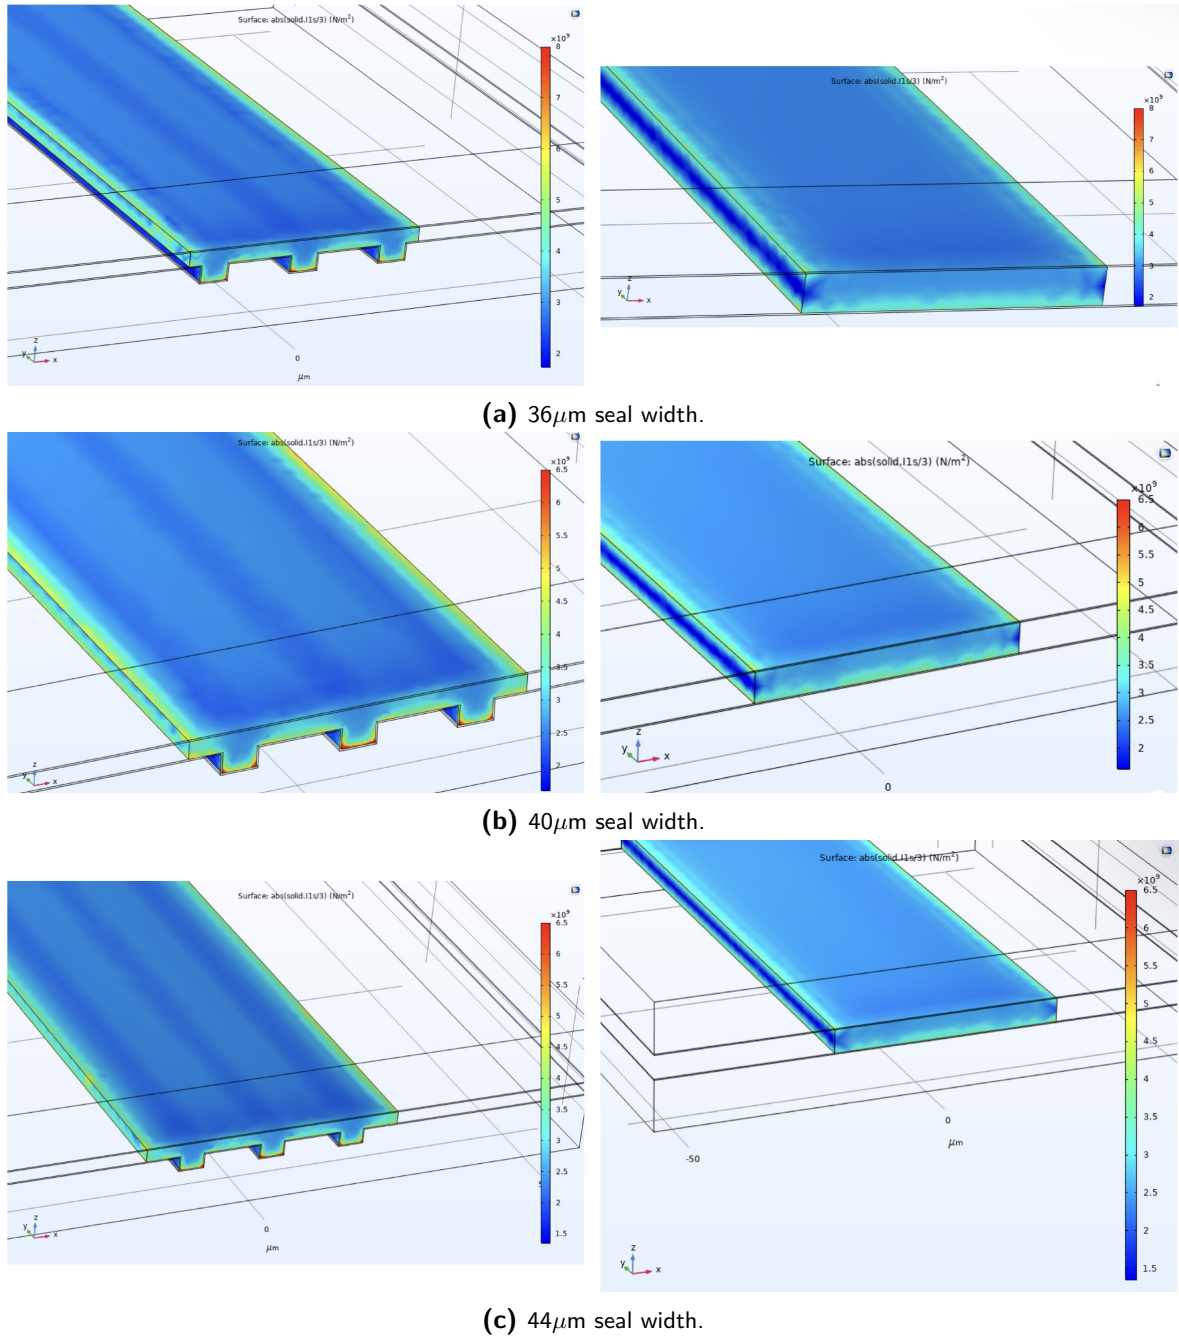 Surface: abs(solid.I1s/3) (N/m²)
×10⁹
8
7
6
5
4
3
2
z
y
x
0
μm
Surface: abs(solid.I1s/3) (N/m²)
×10⁹
8
7
6
5
4
3
2
z
y
x
(a) 36μm seal width.
Surface: abs(solid.I1s/3) (N/m²)
×10⁹
6.5
6
5.5
5
4.5
4
3.5
3
2.5
2
z
y
x
Surface: abs(solid.I1s/3) (N/m²)
×10⁹
6.5
6
5.5
5
4.5
4
3.5
3
2.5
2
z
y
x
0
(b) 40μm seal width.
Surface: abs(solid.I1s/3) (N/m²)
×10⁹
6.5
6
5.5
5
4.5
4
3.5
3
2.5
2
1.5
z
y
x
0
μm
Surface: abs(solid.I1s/3) (N/m²)
×10⁹
6.5
6
5.5
5
4.5
4
3.5
3
2.5
2
1.5
0
μm
-50
z
y
x
(c) 44μm seal width.